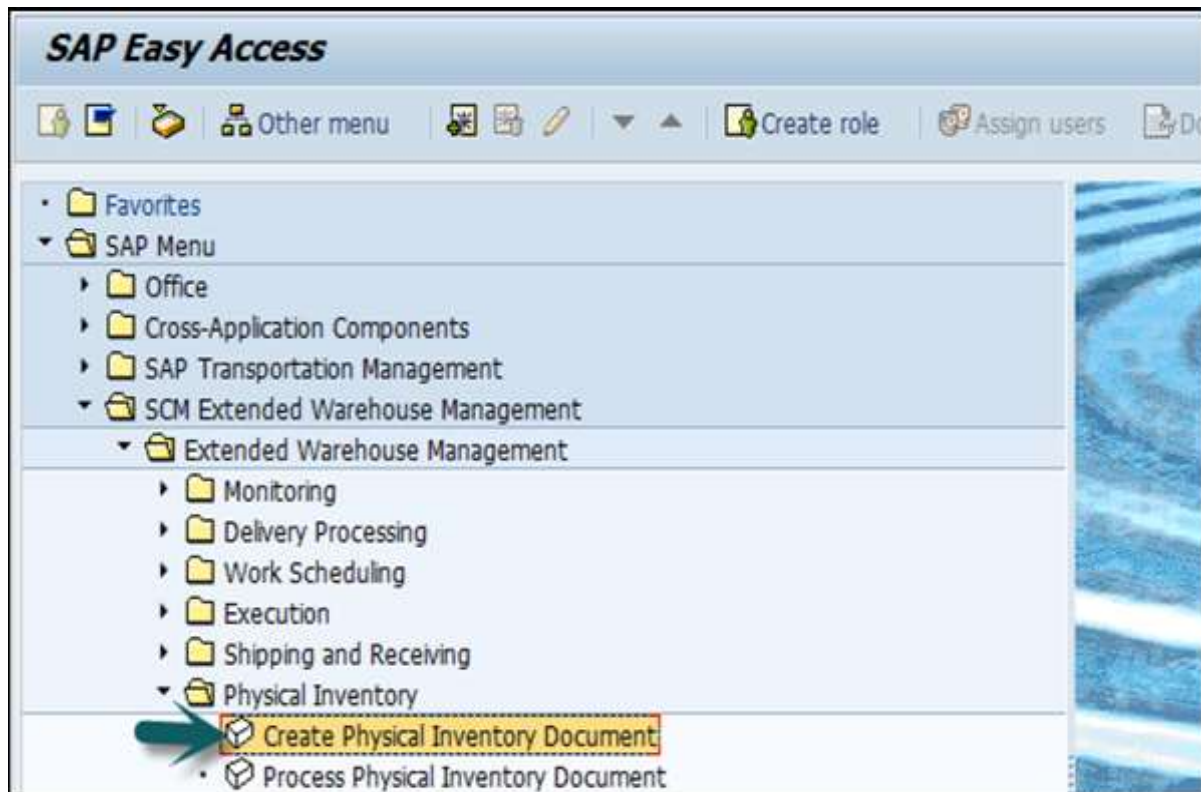 SAP Easy Access
Other menu Create role Assign users Do
Favorites
SAP Menu
Office
Cross-Application Components
SAP Transportation Management
SCM Extended Warehouse Management
Extended Warehouse Management
Monitoring
Delivery Processing
Work Scheduling
Execution
Shipping and Receiving
Physical Inventory
Create Physical Inventory Document
Process Physical Inventory Document